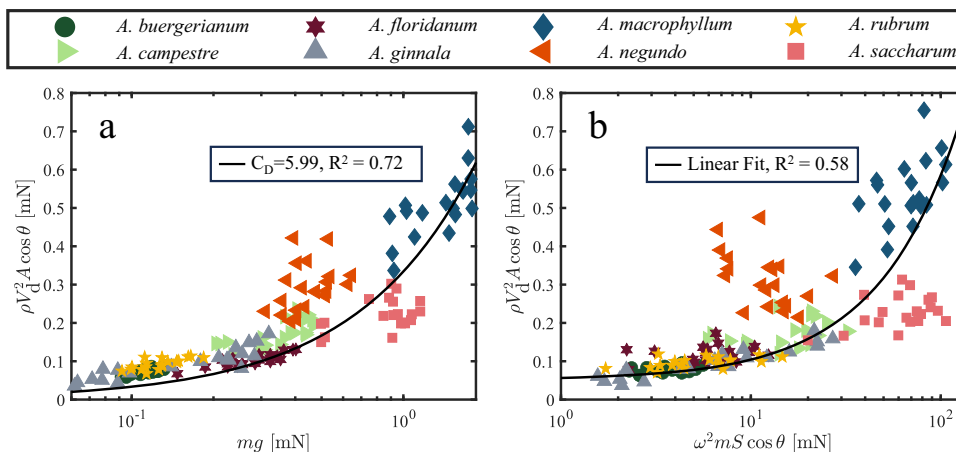 A. buergerianum A. floridanum A. macrophyllum A. rubrum
A. campestre A. ginnala A. negundo A. saccharum
a
C_D=5.99, R² = 0.72
ρV_d²A cos θ [mN]
0.8
0.7
0.6
0.5
0.4
0.3
0.2
0.1
0
10⁻¹ 10⁰
mg [mN]
b
Linear Fit, R² = 0.58
ρV_d²A cos θ [mN]
0.8
0.7
0.6
0.5
0.4
0.3
0.2
0.1
0
10⁰ 10¹ 10²
ω²mS cos θ [mN]